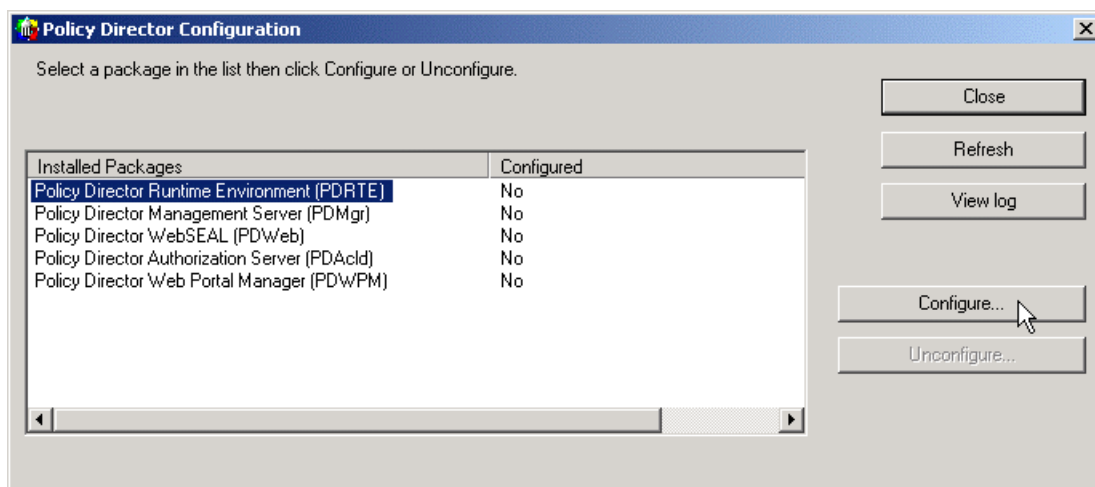 Policy Director Configuration
Select a package in the list then click Configure or Unconfigure.
Close
Refresh
View log
Installed Packages Configured
Policy Director Runtime Environment (PDRTE) No
Policy Director Management Server (PDMgr) No
Policy Director WebSEAL (PDWeb) No
Policy Director Authorization Server (PDAcld) No
Policy Director Web Portal Manager (PDWPM) No
Configure...
Unconfigure...